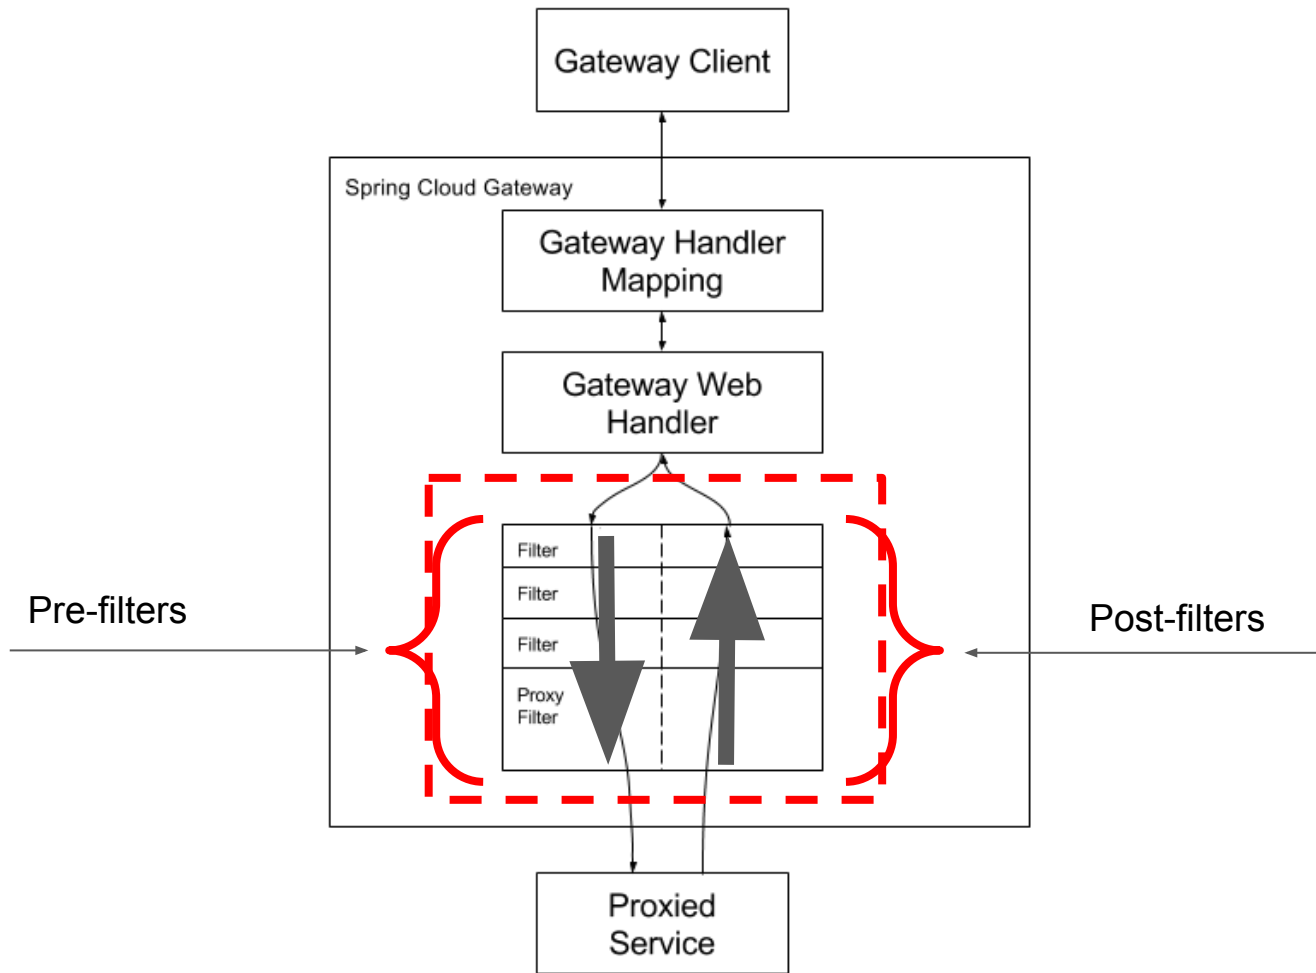 Gateway Client
Spring Cloud Gateway
Gateway Handler
Mapping
Gateway Web
Handler
Filter
Filter
Pre-filters
Post-filters
Filter
Proxy
Filter
Proxied
Service